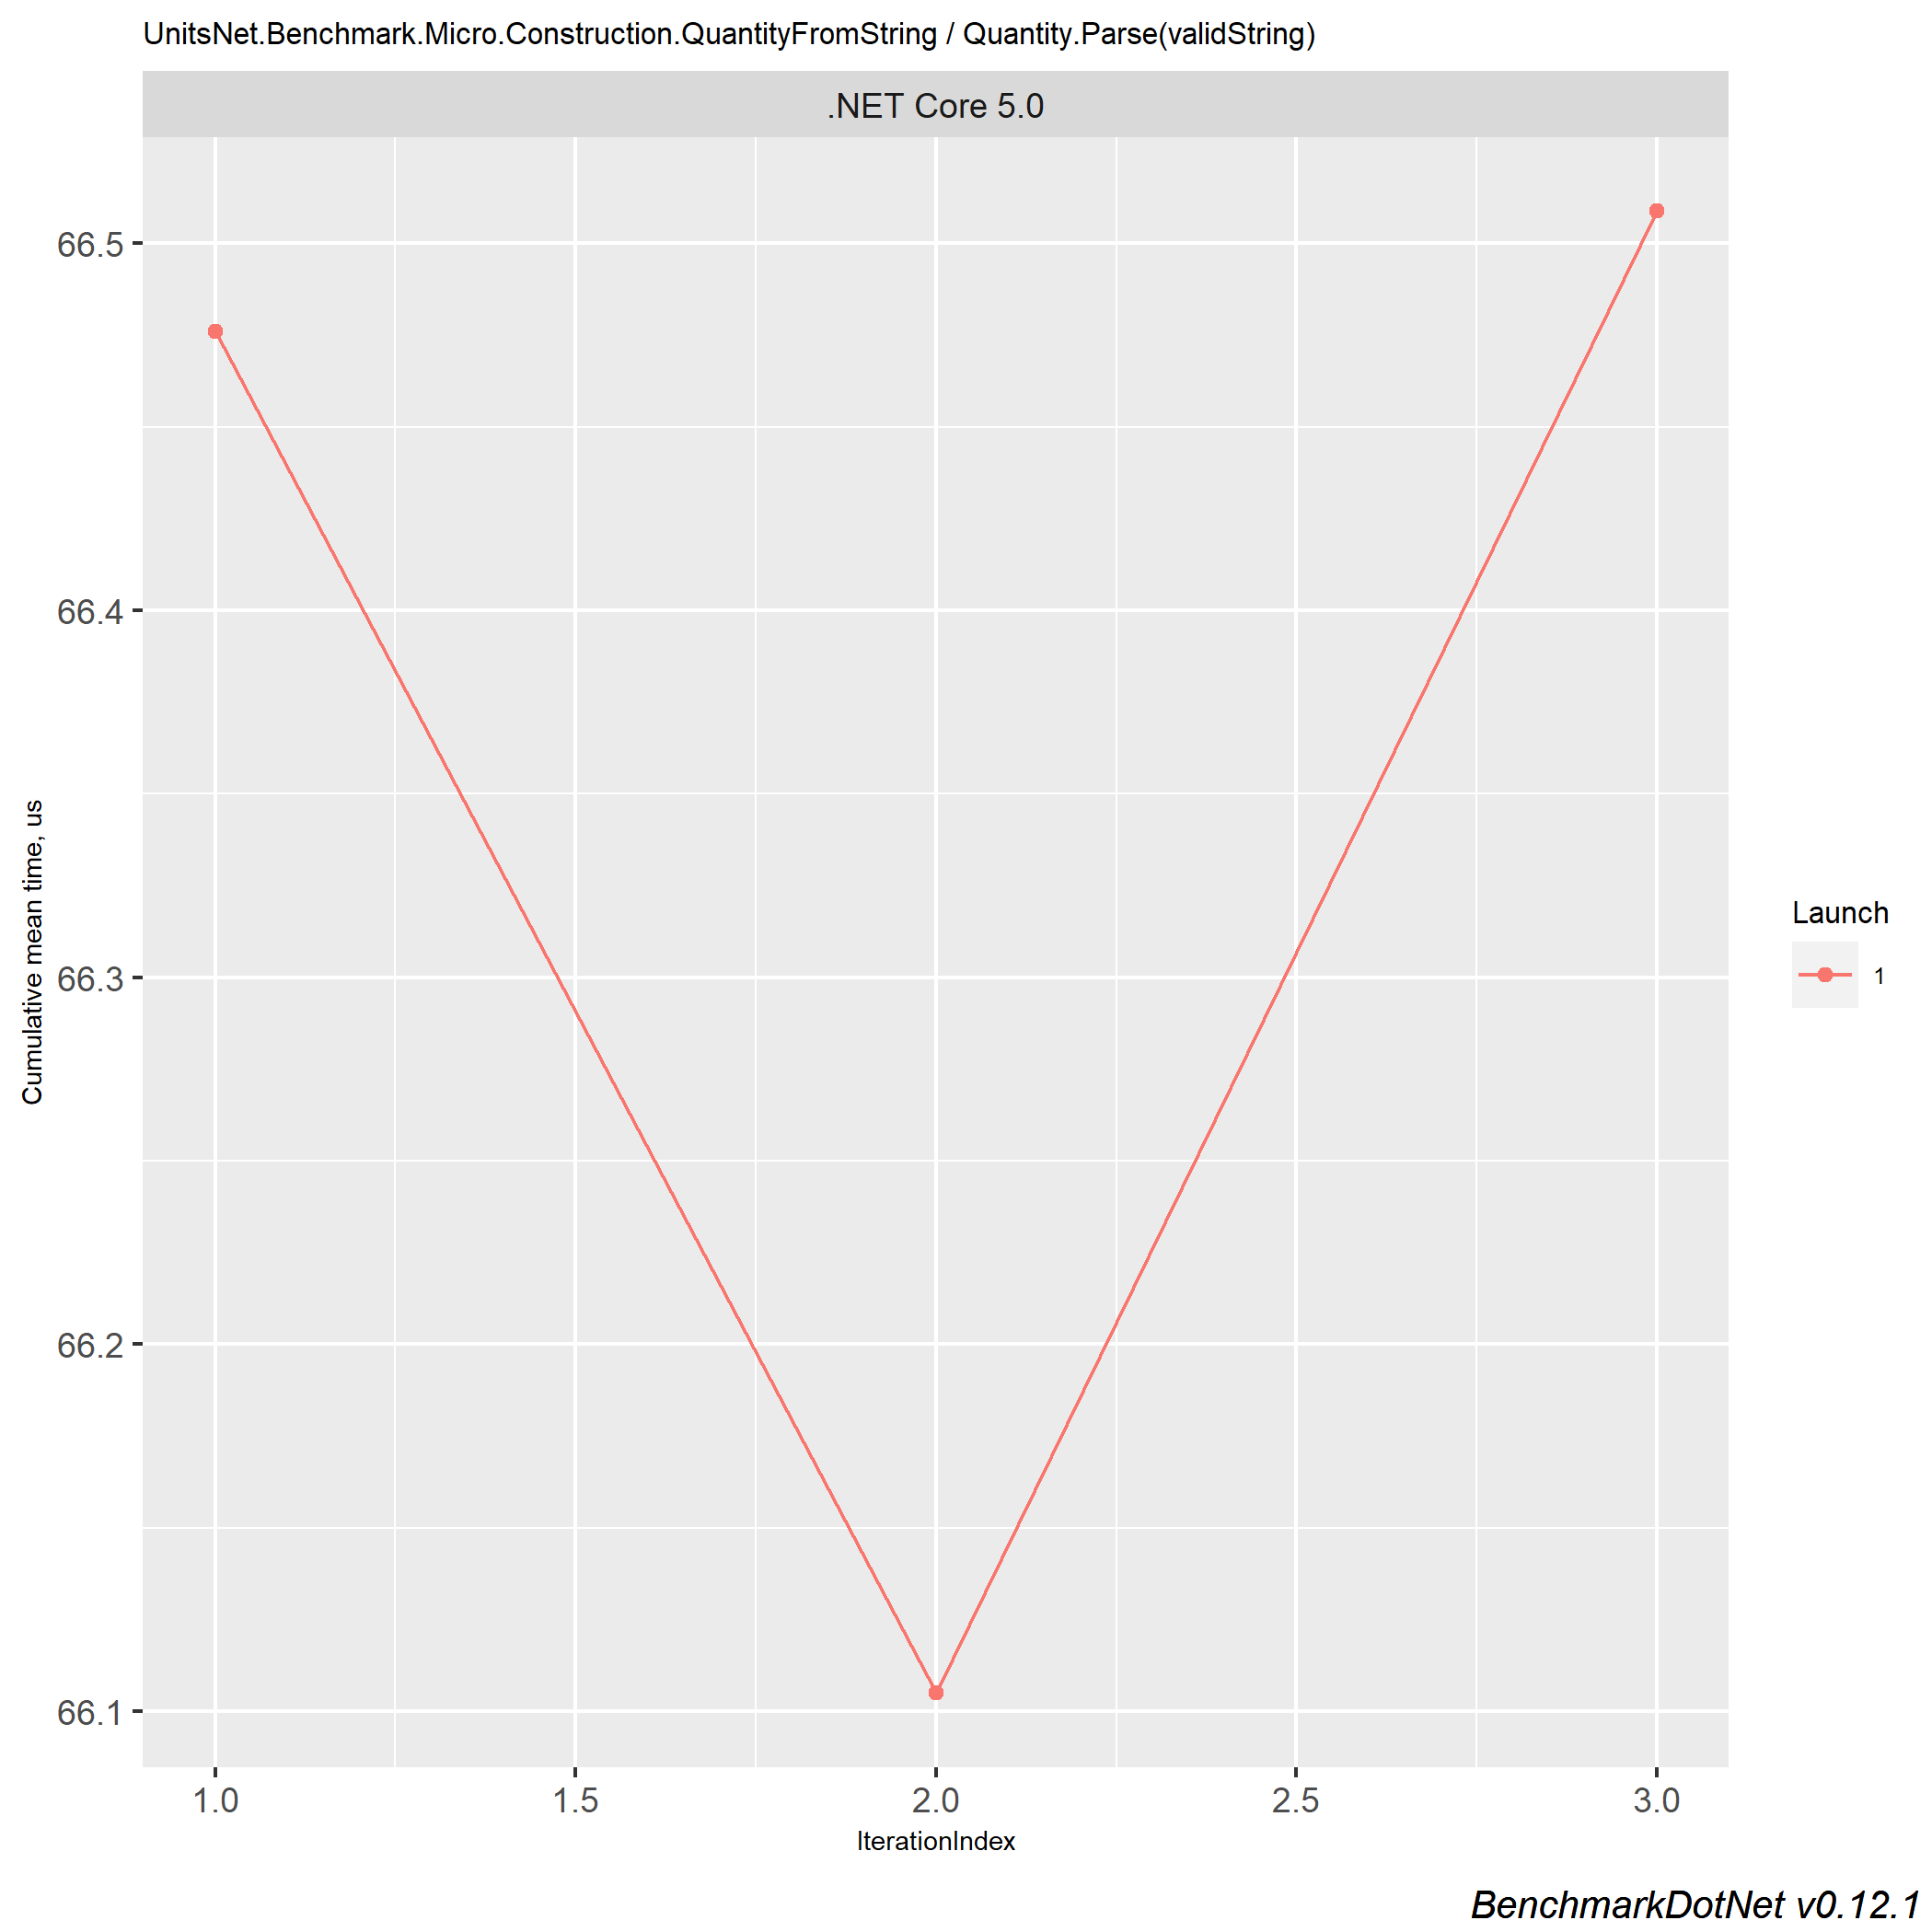 UnitsNet.Benchmark.Micro.Construction.QuantityFromString / Quantity.Parse(validString)
.NET Core 5.0
66.5
66.4
66.3
66.2
66.1
Cumulative mean time, us
1.0 1.5 2.0 2.5 3.0
IterationIndex
Launch
1
BenchmarkDotNet v0.12.1